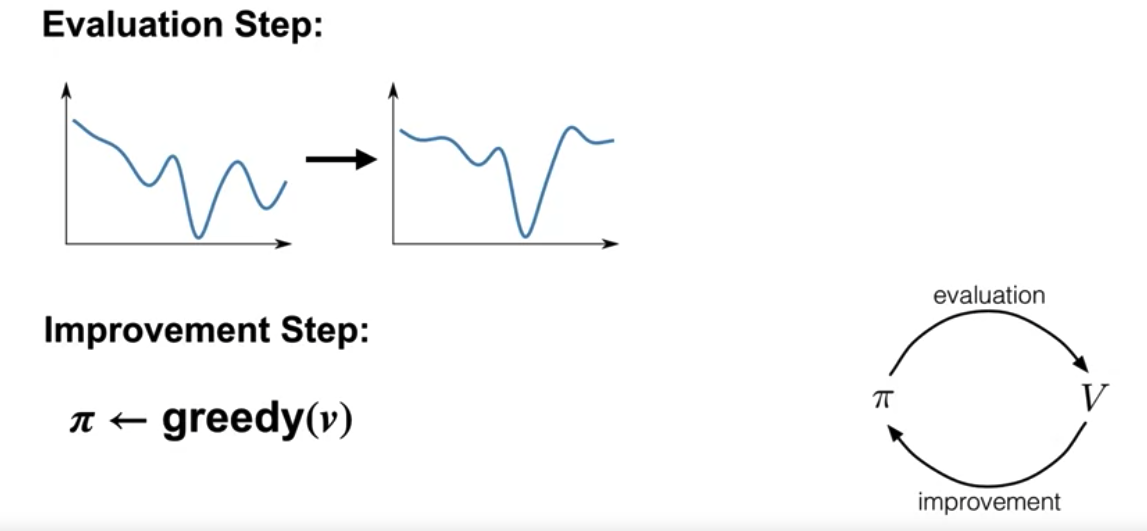 Evaluation Step:
Improvement Step:
π ← greedy(v)
evaluation
π
V
improvement